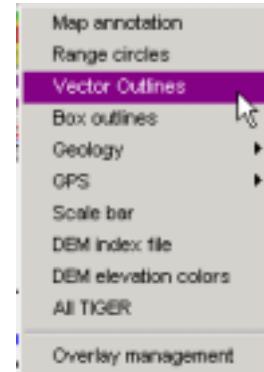 Map annotation
Range circles
Vector Outlines
Box outlines
Geology
GPS
Scale bar
DEM index file
DEM elevation colors
All TIGER
Overlay management